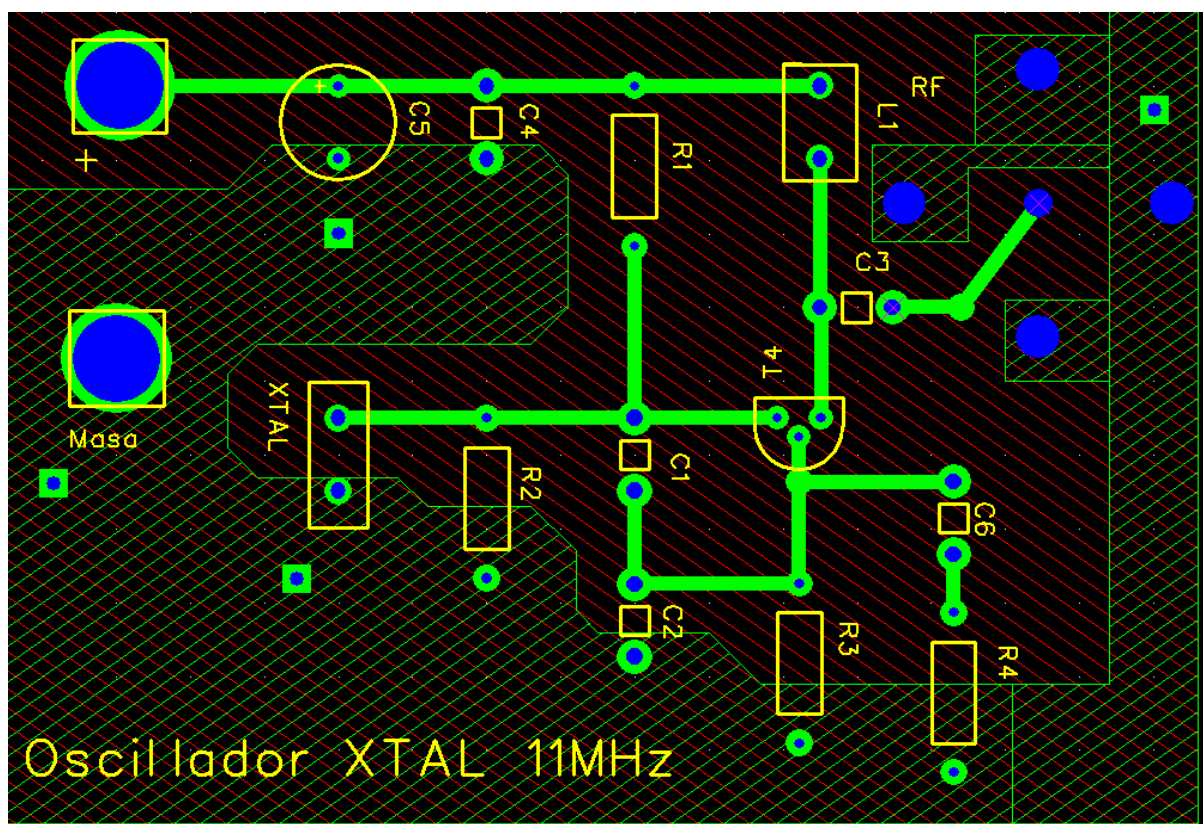 +
+
C5
C4
R1
L1
RF
C3
T4
XTAL
Masa
R2
C1
C6
C2
R3
R4
Oscillador XTAL 11MHz